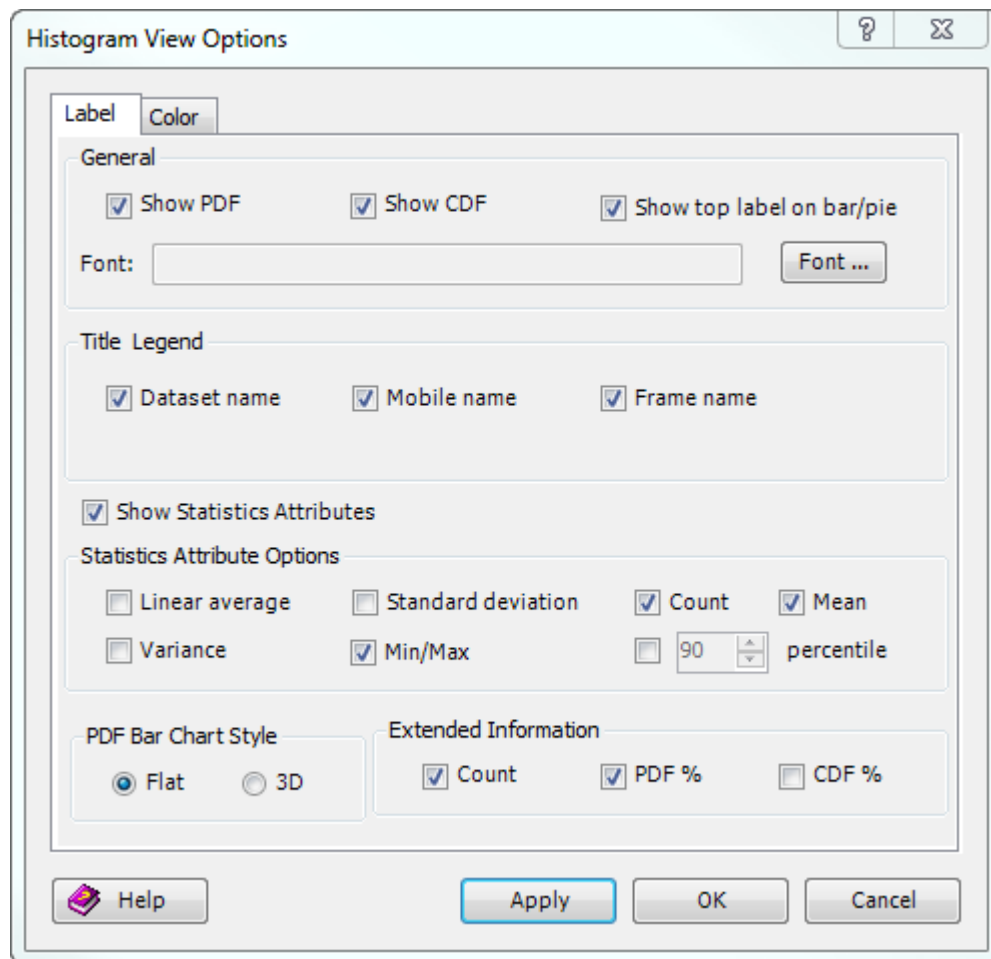 Histogram View Options
Label Color
General
Show PDF Show CDF Show top label on bar/pie
Font: Font ...
Title Legend
Dataset name Mobile name Frame name
Show Statistics Attributes
Statistics Attribute Options
Linear average Standard deviation Count Mean
Variance Min/Max 90 percentile
PDF Bar Chart Style Extended Information
Flat 3D Count PDF % CDF %
Help Apply OK Cancel